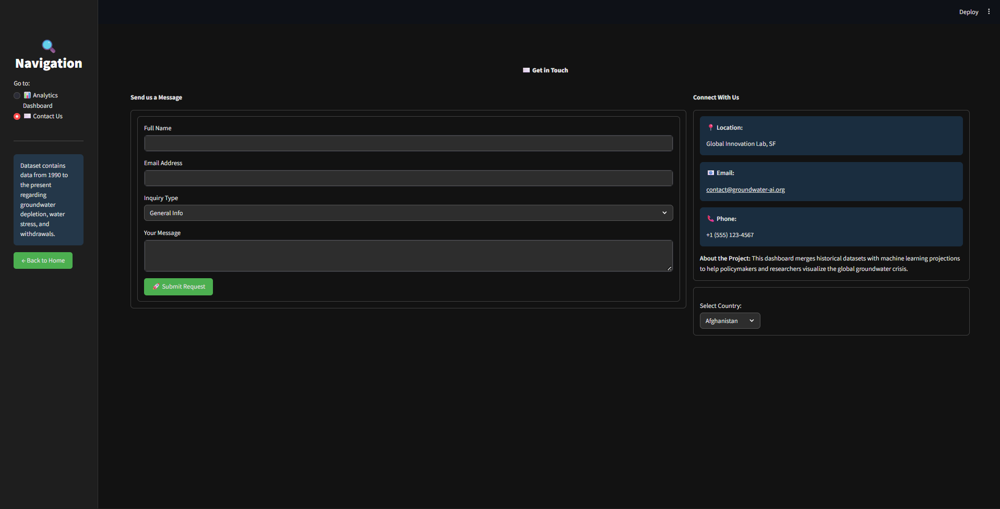 Deploy
Navigation
Go to:
Analytics
Dashboard
Contact Us
Dataset contains
data from 1990 to
the present
regarding
groundwater
depletion, water
stress, and
withdrawals.
← Back to Home
Get in Touch
Send us a Message
Full Name
Email Address
Inquiry Type
General Info
Your Message
Submit Request
Connect With Us
Location:
Global Innovation Lab, SF
Email:
contact@groundwater-ai.org
Phone:
+1 (555) 123-4567
About the Project: This dashboard merges historical datasets with machine learning projections
to help policymakers and researchers visualize the global groundwater crisis.
Select Country:
Afghanistan